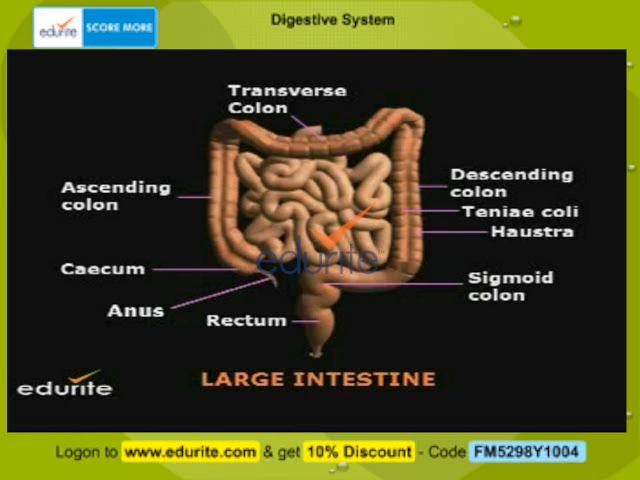 Digestive System
edurite SCORE MORE
Transverse
Colon
Ascending
colon
Descending
colon
Teniae coli
Haustra
Caecum
edurite
Sigmoid
colon
Anus
Rectum
LARGE INTESTINE
edurite
Logon to www.edurite.com & get 10% Discount - Code FM5298Y1004